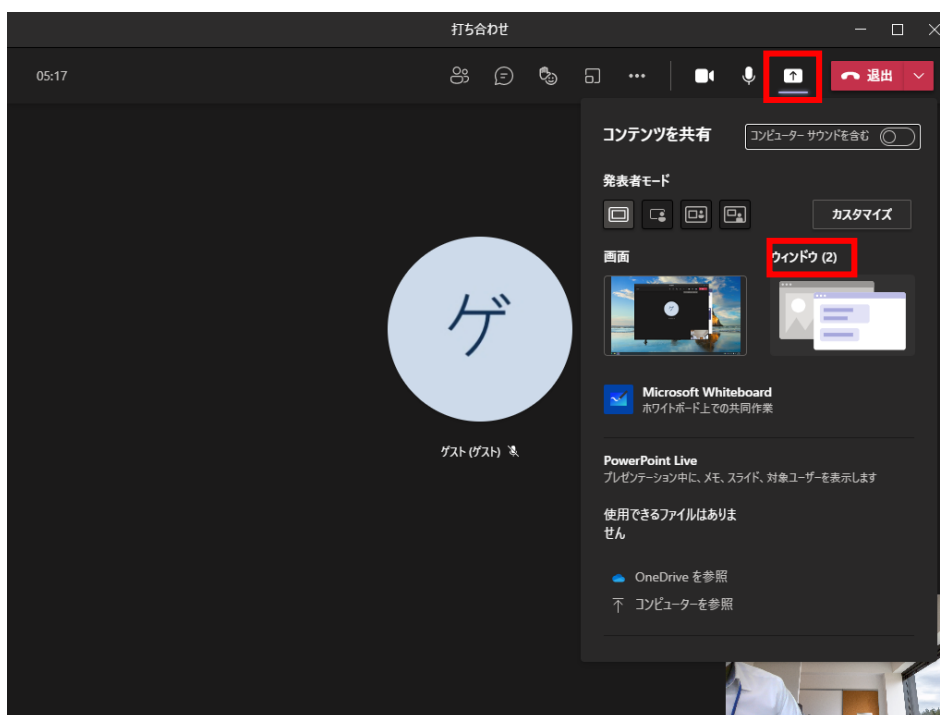 打ち合わせ
05:17
退出
コンテンツを共有
コンピューター サウンドを含む
発表者モード
カスタマイズ
画面
ウィンドウ (2)
Microsoft Whiteboard
ホワイトボード上での共同作業
ゲ
ゲスト (ゲスト)
PowerPoint Live
プレゼンテーション中に、メモ、スライド、対象ユーザーを表示します
使用できるファイルはありま
せん
OneDrive を参照
コンピューターを参照